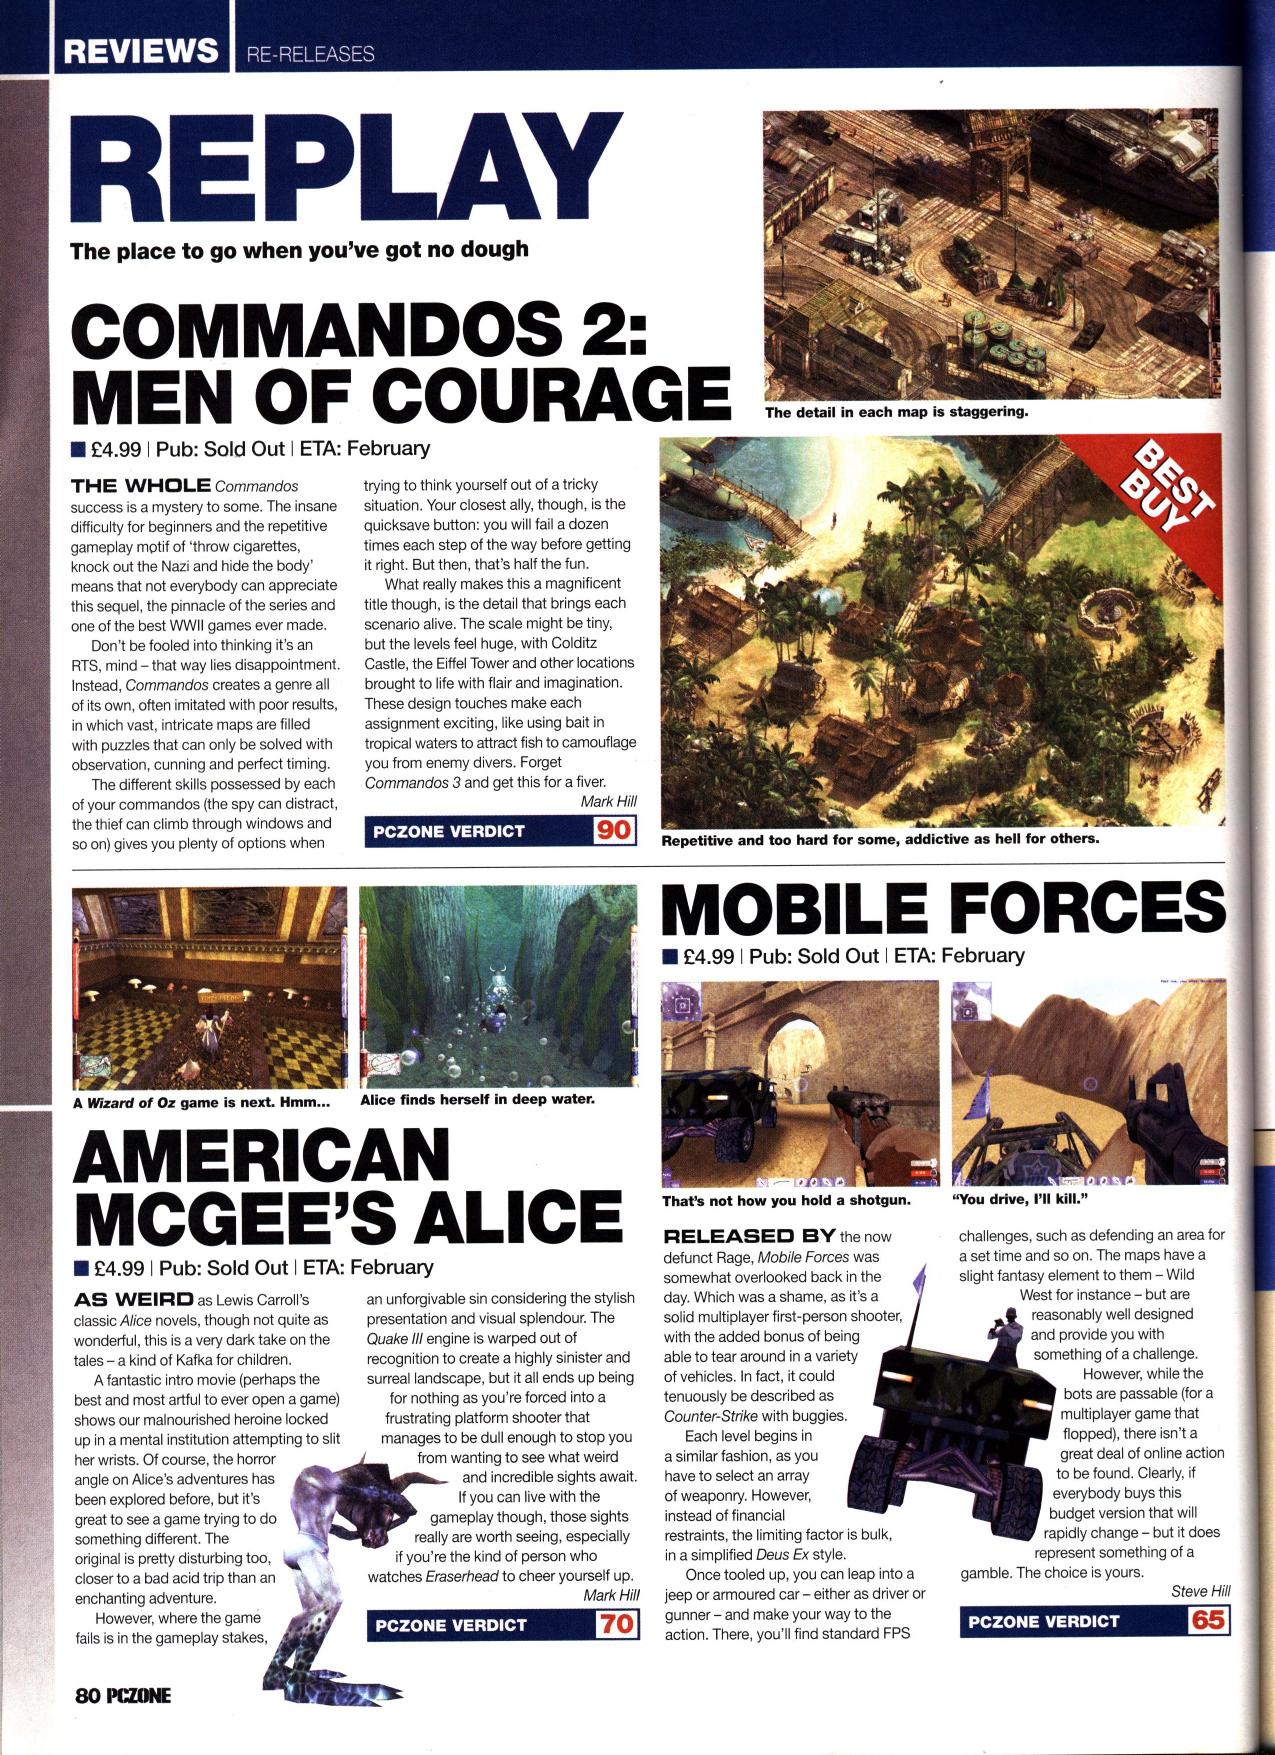 REVIEWS
RE-RELEASES
REPLAY
The place to go when you've got no dough
COMMANDOS 2:
MEN OF COURAGE
£4.99 | Pub: Sold Out | ETA: February
THE WHOLE Commandos
success is a mystery to some. The insane
difficulty for beginners and the repetitive
gameplay motif of ‘throw cigarettes,
knock out the Nazi and hide the body’
means that not everybody can appreciate
this sequel, the pinnacle of the series and
one of the best WWII games ever made.
Don't be fooled into thinking it's an
RTS, mind – that way lies disappointment.
Instead, Commandos creates a genre all
of its own, often imitated with poor results,
in which vast, intricate maps are filled
with puzzles that can only be solved with
observation, cunning and perfect timing.
The different skills possessed by each
of your commandos (the spy can distract,
the thief can climb through windows and
so on) gives you plenty of options when
trying to think yourself out of a tricky
situation. Your closest ally, though, is the
quicksave button: you will fail a dozen
times each step of the way before getting
it right. But then, that's half the fun.
What really makes this a magnificent
title though, is the detail that brings each
scenario alive. The scale might be tiny,
but the levels feel huge, with Colditz
Castle, the Eiffel Tower and other locations
brought to life with flair and imagination.
These design touches make each
assignment exciting, like using bait in
tropical waters to attract fish to camouflage
you from enemy divers. Forget
Commandos 3 and get this for a fiver.
Mark Hill
PCZONE VERDICT 90
The detail in each map is staggering.
BEST
BUY
Repetitive and too hard for some, addictive as hell for others.
A Wizard of Oz game is next. Hmm...
Alice finds herself in deep water.
AMERICAN
MCGEE'S ALICE
£4.99 | Pub: Sold Out | ETA: February
AS WEIRD as Lewis Carroll's
classic Alice novels, though not quite as
wonderful, this is a very dark take on the
tales – a kind of Kafka for children.
A fantastic intro movie (perhaps the
best and most artful to ever open a game)
shows our malnourished heroine locked
up in a mental institution attempting to slit
her wrists. Of course, the horror
angle on Alice's adventures has
been explored before, but it's
great to see a game trying to do
something different. The
original is pretty disturbing too,
closer to a bad acid trip than an
enchanting adventure.
However, where the game
fails is in the gameplay stakes,
an unforgivable sin considering the stylish
presentation and visual splendour. The
Quake III engine is warped out of
recognition to create a highly sinister and
surreal landscape, but it all ends up being
for nothing as you're forced into a
frustrating platform shooter that
manages to be dull enough to stop you
from wanting to see what weird
and incredible sights await.
If you can live with the
gameplay though, those sights
really are worth seeing, especially
if you're the kind of person who
watches Eraserhead to cheer yourself up.
Mark Hill
PCZONE VERDICT 70
MOBILE FORCES
£4.99 | Pub: Sold Out | ETA: February
That's not how you hold a shotgun.
“You drive, I'll kill.”
RELEASED BY the now
defunct Rage, Mobile Forces was
somewhat overlooked back in the
day. Which was a shame, as it's a
solid multiplayer first-person shooter,
with the added bonus of being
able to tear around in a variety
of vehicles. In fact, it could
tenuously be described as
Counter-Strike with buggies.
Each level begins in
a similar fashion, as you
have to select an array
of weaponry. However,
instead of financial
restraints, the limiting factor is bulk,
in a simplified Deus Ex style.
Once tooled up, you can leap into a
jeep or armoured car – either as driver or
gunner – and make your way to the
action. There, you'll find standard FPS
challenges, such as defending an area for
a set time and so on. The maps have a
slight fantasy element to them – Wild
West for instance – but are
reasonably well designed
and provide you with
something of a challenge.
However, while the
bots are passable (for a
multiplayer game that
flopped), there isn't a
great deal of online action
to be found. Clearly, if
everybody buys this
budget version that will
rapidly change – but it does
represent something of a
gamble. The choice is yours.
Steve Hill
PCZONE VERDICT 65
80 PCZONE